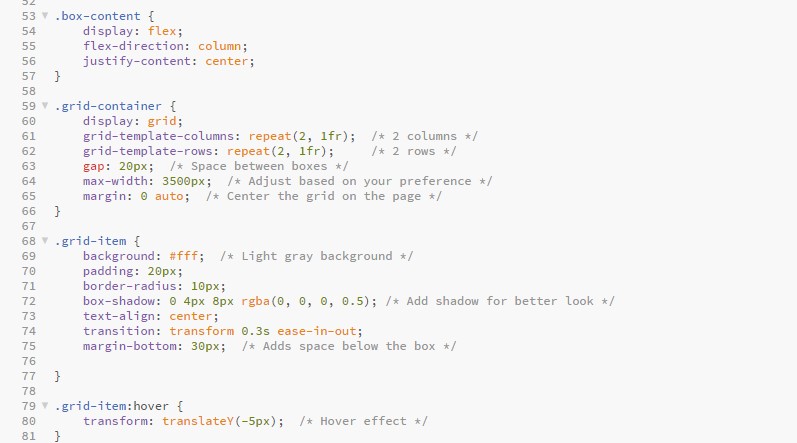 52
53 .box-content {
54 display: flex;
55 flex-direction: column;
56 justify-content: center;
57 }
58
59 .grid-container {
60 display: grid;
61 grid-template-columns: repeat(2, 1fr); /* 2 columns */
62 grid-template-rows: repeat(2, 1fr); /* 2 rows */
63 gap: 20px; /* Space between boxes */
64 max-width: 3500px; /* Adjust based on your preference */
65 margin: 0 auto; /* Center the grid on the page */
66 }
67
68 .grid-item {
69 background: #fff; /* Light gray background */
70 padding: 20px;
71 border-radius: 10px;
72 box-shadow: 0 4px 8px rgba(0, 0, 0, 0.5); /* Add shadow for better look */
73 text-align: center;
74 transition: transform 0.3s ease-in-out;
75 margin-bottom: 30px; /* Adds space below the box */
76
77 }
78
79 .grid-item:hover {
80 transform: translateY(-5px); /* Hover effect */
81 }